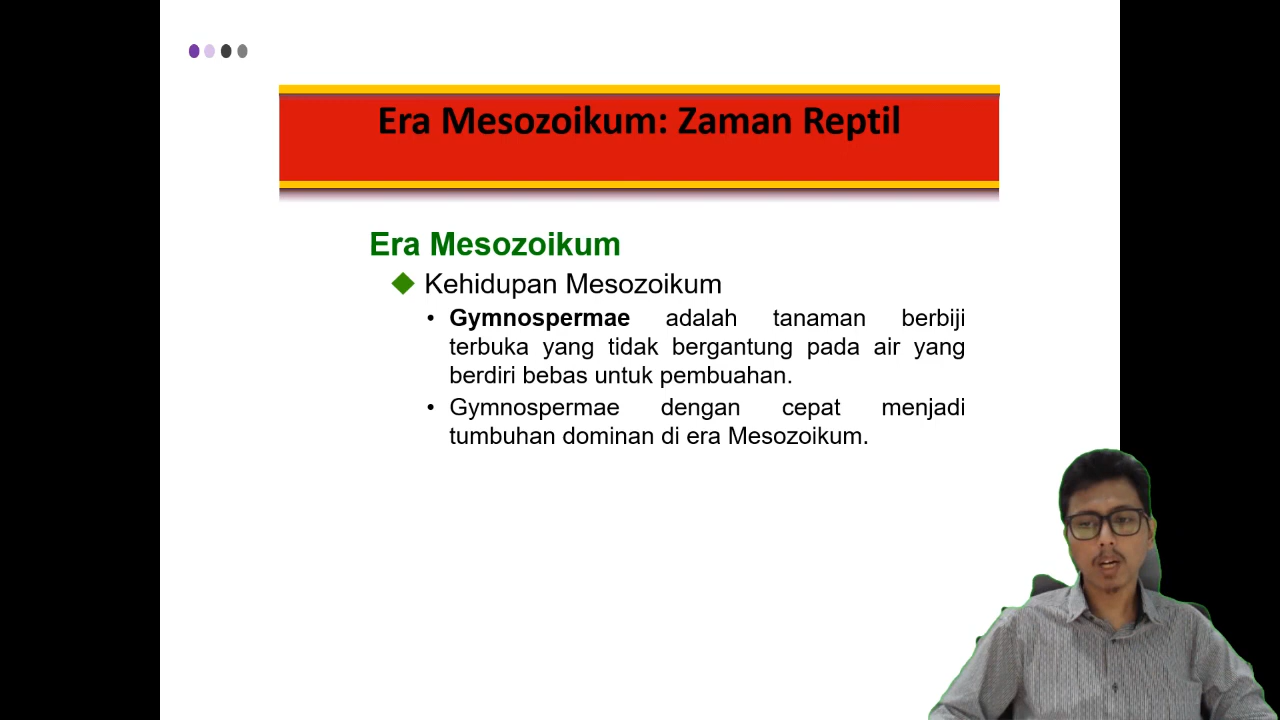 Era Mesozoikum: Zaman Reptil
Era Mesozoikum
Kehidupan Mesozoikum
• Gymnospermae adalah tanaman berbiji
terbuka yang tidak bergantung pada air yang
berdiri bebas untuk pembuahan.
• Gymnospermae dengan cepat menjadi
tumbuhan dominan di era Mesozoikum.